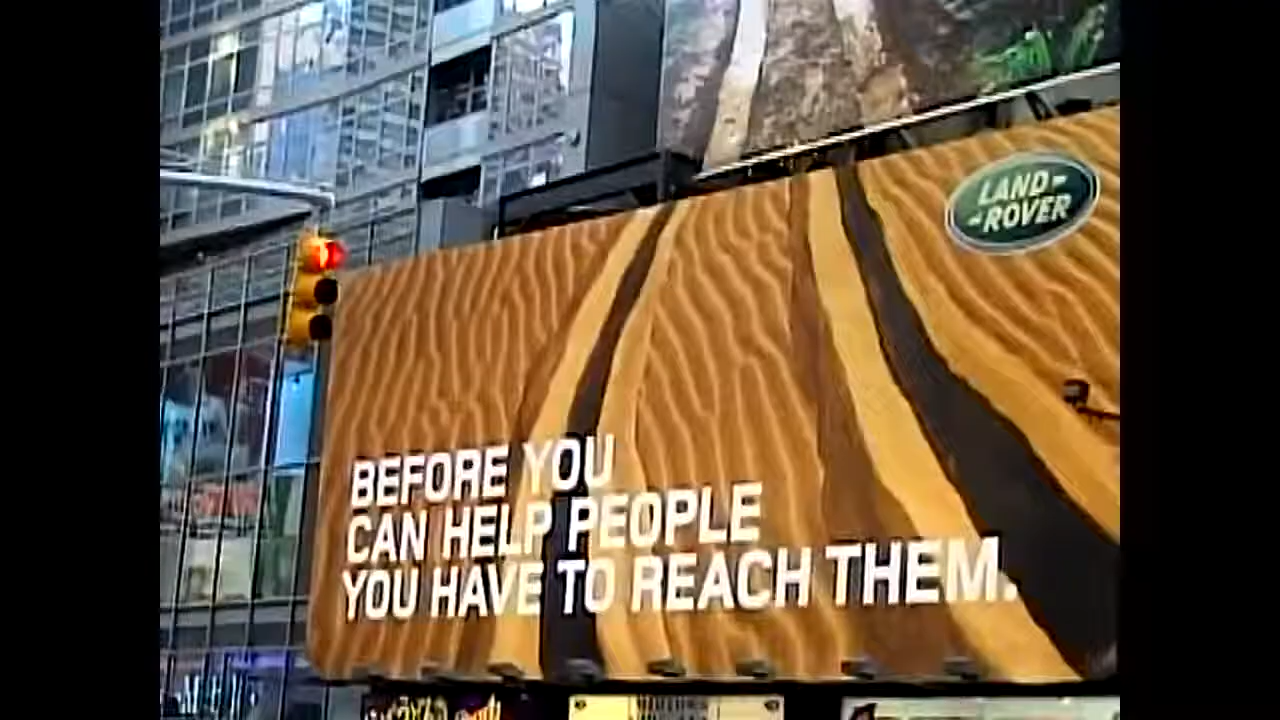 LAND-
-ROVER
BEFORE YOU
CAN HELP PEOPLE
YOU HAVE TO REACH THEM.